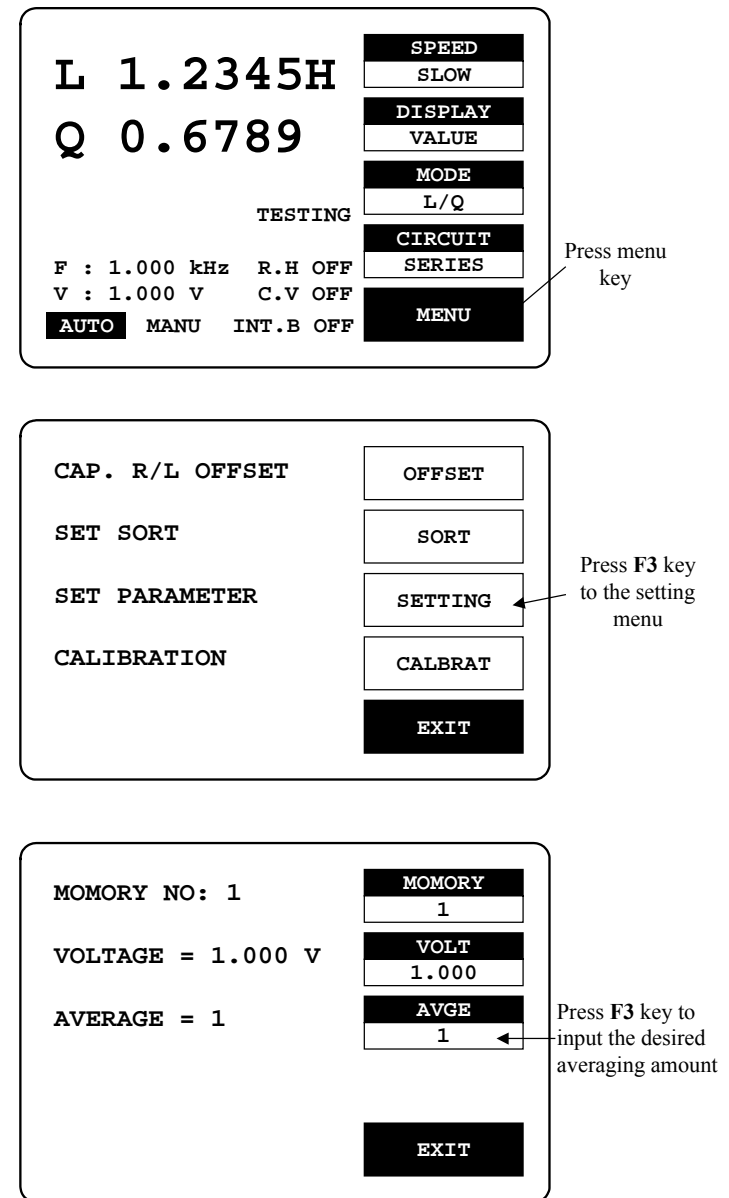 L 1.2345H
Q 0.6789
TESTING
F : 1.000 kHz R.H OFF
V : 1.000 V C.V OFF
AUTO MANU INT.B OFF
SPEED
SLOW
DISPLAY
VALUE
MODE
L/Q
CIRCUIT
SERIES
MENU
Press menu
key
CAP. R/L OFFSET
OFFSET
SET SORT
SORT
SET PARAMETER
SETTING
CALIBRATION
CALBRAT
EXIT
Press F3 key
to the setting
menu
MOMORY NO: 1
MOMORY
1
VOLTAGE = 1.000 V
VOLT
1.000
AVERAGE = 1
AVGE
1
EXIT
Press F3 key to
input the desired
averaging amount